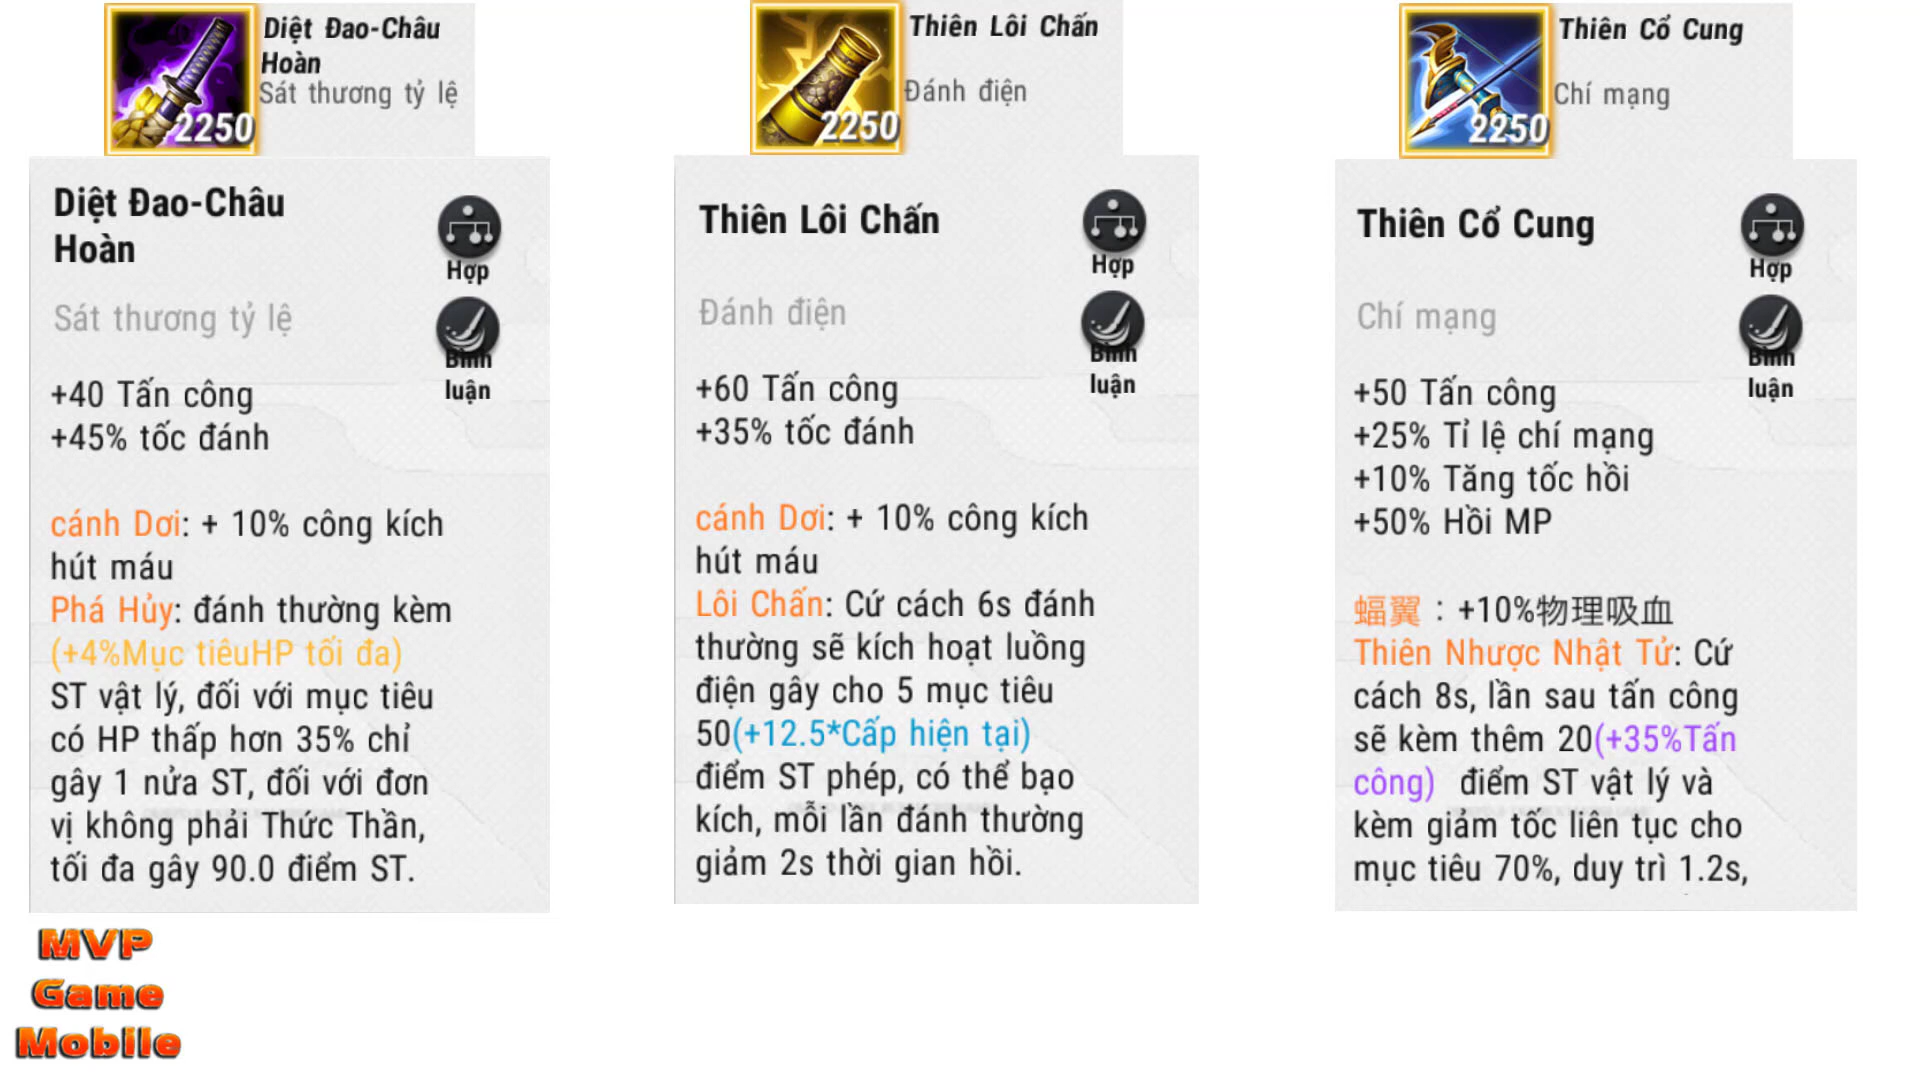 Diệt Đao-Châu
Hoàn
Sát thương tỷ lệ
2250
Diệt Đao-Châu
Hoàn
Hợp
Sát thương tỷ lệ
Bình
luận
+40 Tấn công
+45% tốc đánh
cánh Dơi: + 10% công kích
hút máu
Phá Hủy: đánh thường kèm
(+4%Mục tiêuHP tối đa)
ST vật lý, đối với mục tiêu
có HP thấp hơn 35% chỉ
gây 1 nửa ST, đối với đơn
vị không phải Thức Thần,
tối đa gây 90.0 điểm ST.
Thiên Lôi Chấn
Đánh điện
2250
Thiên Lôi Chấn
Hợp
Đánh điện
Bình
luận
+60 Tấn công
+35% tốc đánh
cánh Dơi: + 10% công kích
hút máu
Lôi Chấn: Cứ cách 6s đánh
thường sẽ kích hoạt luồng
điện gây cho 5 mục tiêu
50(+12.5*Cấp hiện tại)
điểm ST phép, có thể bạo
kích, mỗi lần đánh thường
giảm 2s thời gian hồi.
Thiên Cổ Cung
Chí mạng
2250
Thiên Cổ Cung
Hợp
Chí mạng
Bình
luận
+50 Tấn công
+25% Tỉ lệ chí mạng
+10% Tăng tốc hồi
+50% Hồi MP
蝠翼：+10%物理吸血
Thiên Nhược Nhật Tử: Cứ
cách 8s, lần sau tấn công
sẽ kèm thêm 20(+35%Tấn
công) điểm ST vật lý và
kèm giảm tốc liên tục cho
mục tiêu 70%, duy trì 1.2s,
MVP
Game
Mobile